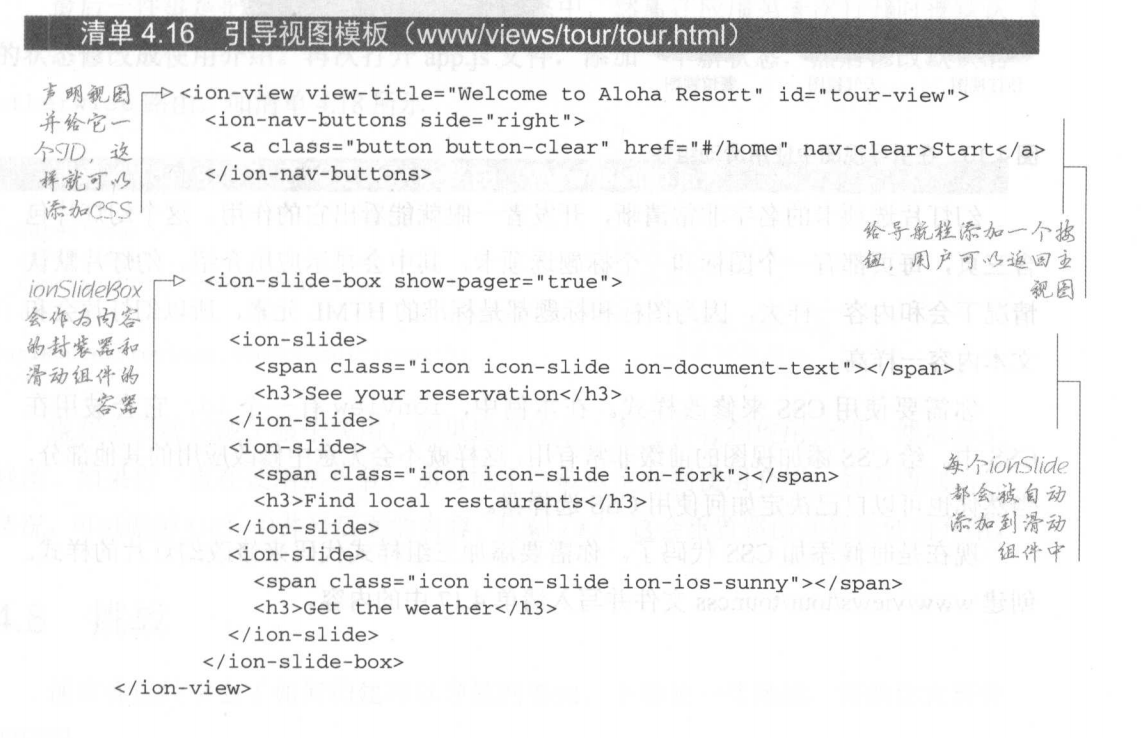 清单 4.16 引导视图模板（www/views/tour/tour.html）
声明视图
并给它一
个ID，这
样就可以
添加CSS
<ion-view view-title="Welcome to Aloha Resort" id="tour-view">
<ion-nav-buttons side="right">
<a class="button button-clear" href="#/home" nav-clear>Start</a>
</ion-nav-buttons>
给导航栏添加一个按
钮，用户可以返回主
视图
ionSlideBox
会作为内容
的封装器和
滑动组件的
容器
<ion-slide-box show-pager="true">
<ion-slide>
<span class="icon icon-slide ion-document-text"></span>
<h3>See your reservation</h3>
</ion-slide>
<ion-slide>
<span class="icon icon-slide ion-fork"></span>
<h3>Find local restaurants</h3>
</ion-slide>
<ion-slide>
<span class="icon icon-slide ion-ios-sunny"></span>
<h3>Get the weather</h3>
</ion-slide>
</ion-slide-box>
</ion-view>
每个ionSlide
都会被自动
添加到滑动
组件中